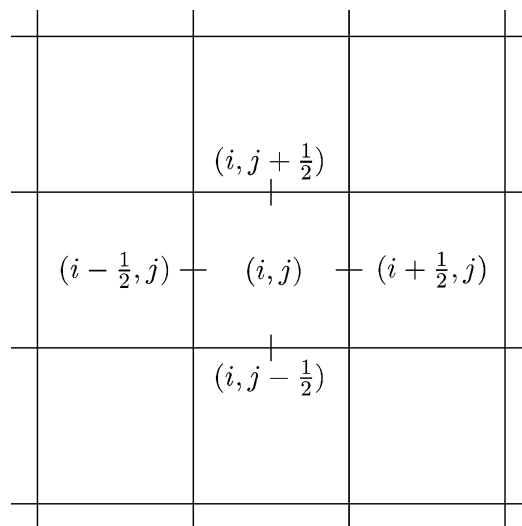 (i, j + 1/2)
(i − 1/2, j) (i, j) (i + 1/2, j)
(i, j − 1/2)